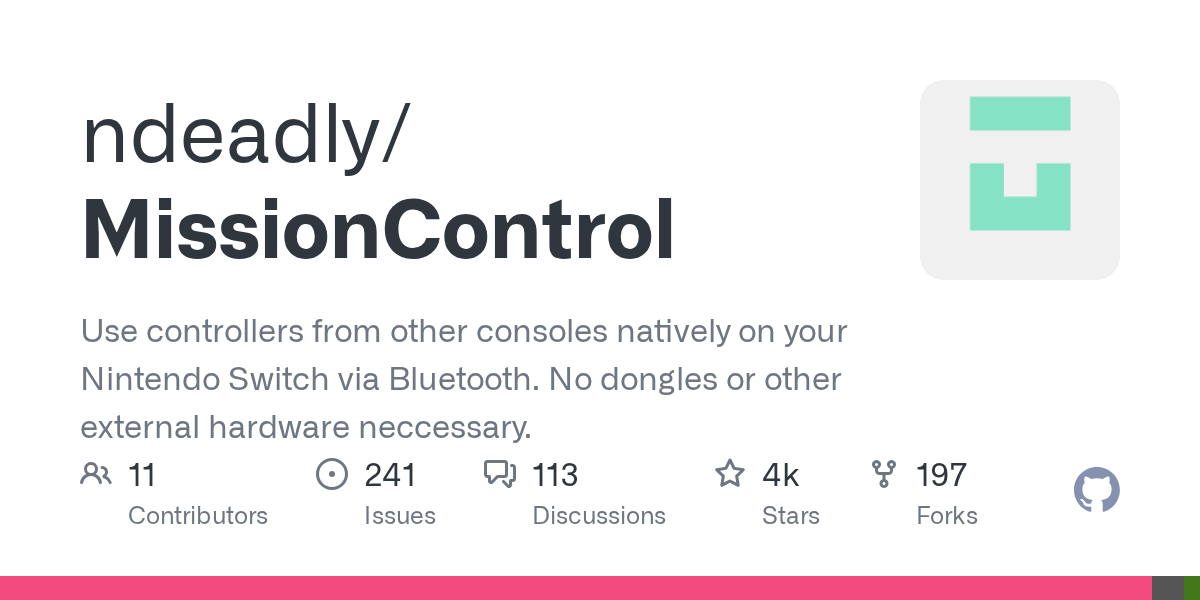 ndeadly/
MissionControl
Use controllers from other consoles natively on your
Nintendo Switch via Bluetooth. No dongles or other
external hardware neccessary.
11 241 113 4k 197
Contributors Issues Discussions Stars Forks